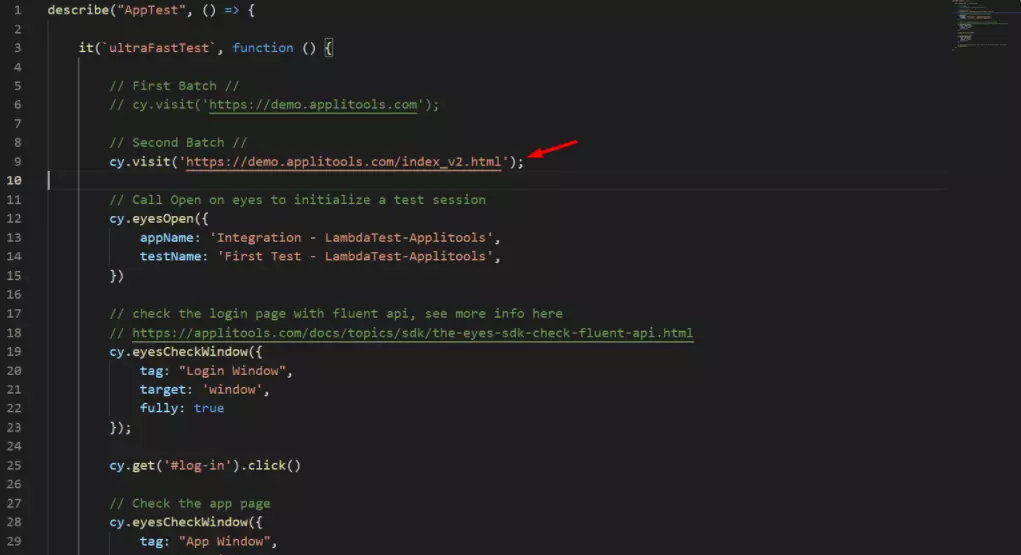 1 describe("AppTest", () => {
2
3 it(`ultraFastTest`, function () {
4
5 // First Batch //
6 // cy.visit('https://demo.applitools.com');
7
8 // Second Batch //
9 cy.visit('https://demo.applitools.com/index_v2.html');
10
11 // Call Open on eyes to initialize a test session
12 cy.eyesOpen({
13 appName: 'Integration - LambdaTest-Applitools',
14 testName: 'First Test - LambdaTest-Applitools',
15 })
16
17 // check the login page with fluent api, see more info here
18 // https://applitools.com/docs/topics/sdk/the-eyes-sdk-check-fluent-api.html
19 cy.eyesCheckWindow({
20 tag: "Login Window",
21 target: 'window',
22 fully: true
23 });
24
25 cy.get('#log-in').click()
26
27 // Check the app page
28 cy.eyesCheckWindow({
29 tag: "App Window",